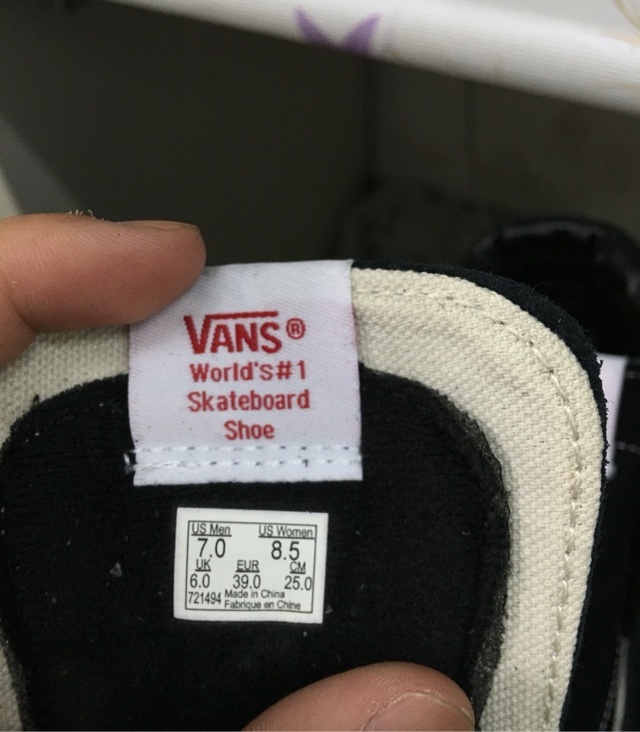 VANS®
World's#1
Skateboard
Shoe
US Men US Women
7.0 8.5
UK EUR CM
6.0 39.0 25.0
721494 Made in China
Fabrique en Chine